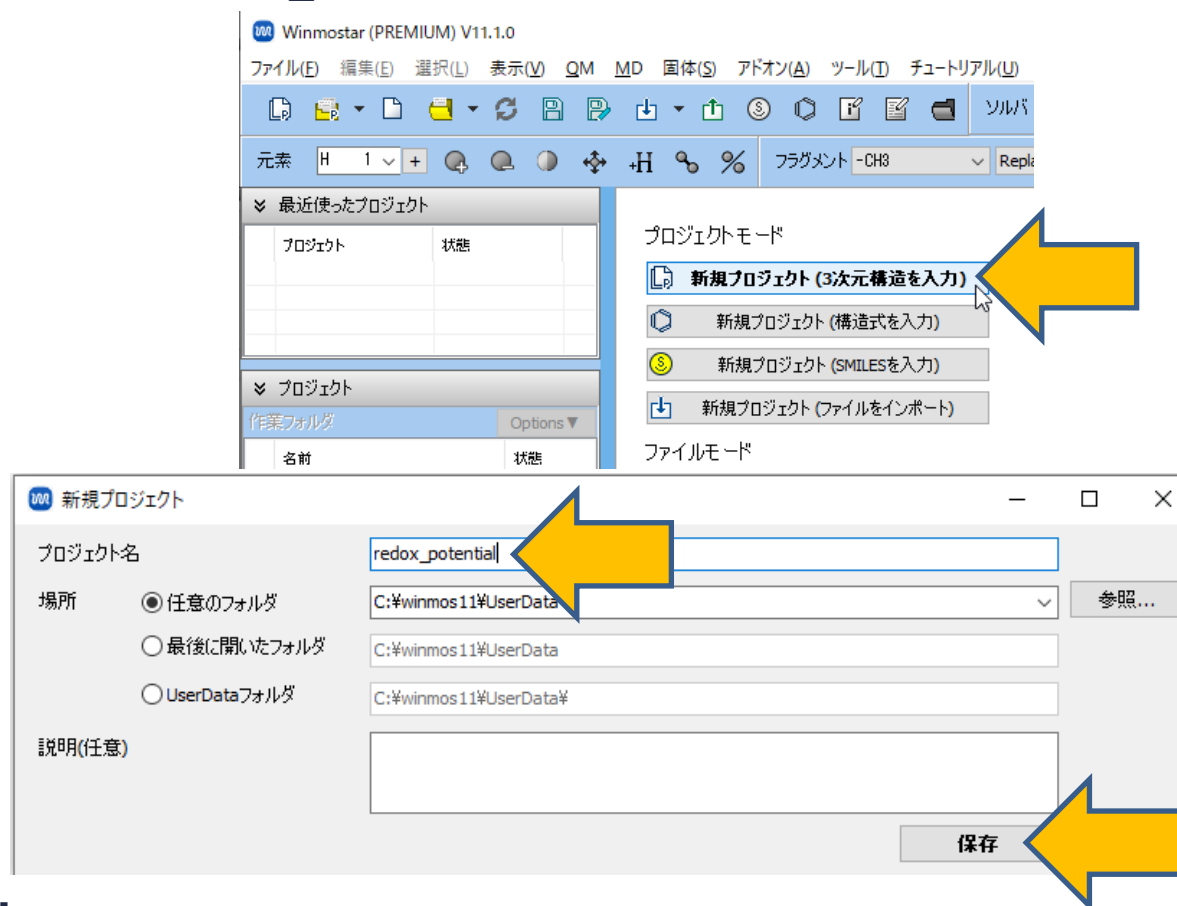 Winmostar (PREMIUM) V11.1.0
ファイル(F) 編集(E) 選択(L) 表示(V) QM MD 固体(S) アドオン(A) ツール(T) チュートリアル(U)
ソルバ
元素 H 1 + +H フラグメント -CH3 Repla
最近使ったプロジェクト
プロジェクト 状態
プロジェクトモード
新規プロジェクト (3次元構造を入力)
新規プロジェクト (構造式を入力)
新規プロジェクト (SMILESを入力)
新規プロジェクト (ファイルをインポート)
ファイルモード
プロジェクト
作業フォルダ Options▼
名前 状態
新規プロジェクト
プロジェクト名 redox_potential
場所 任意のフォルダ C:¥winmos11¥UserData 参照...
最後に開いたフォルダ C:¥winmos11¥UserData
UserDataフォルダ C:¥winmos11¥UserData¥
説明(任意)
保存